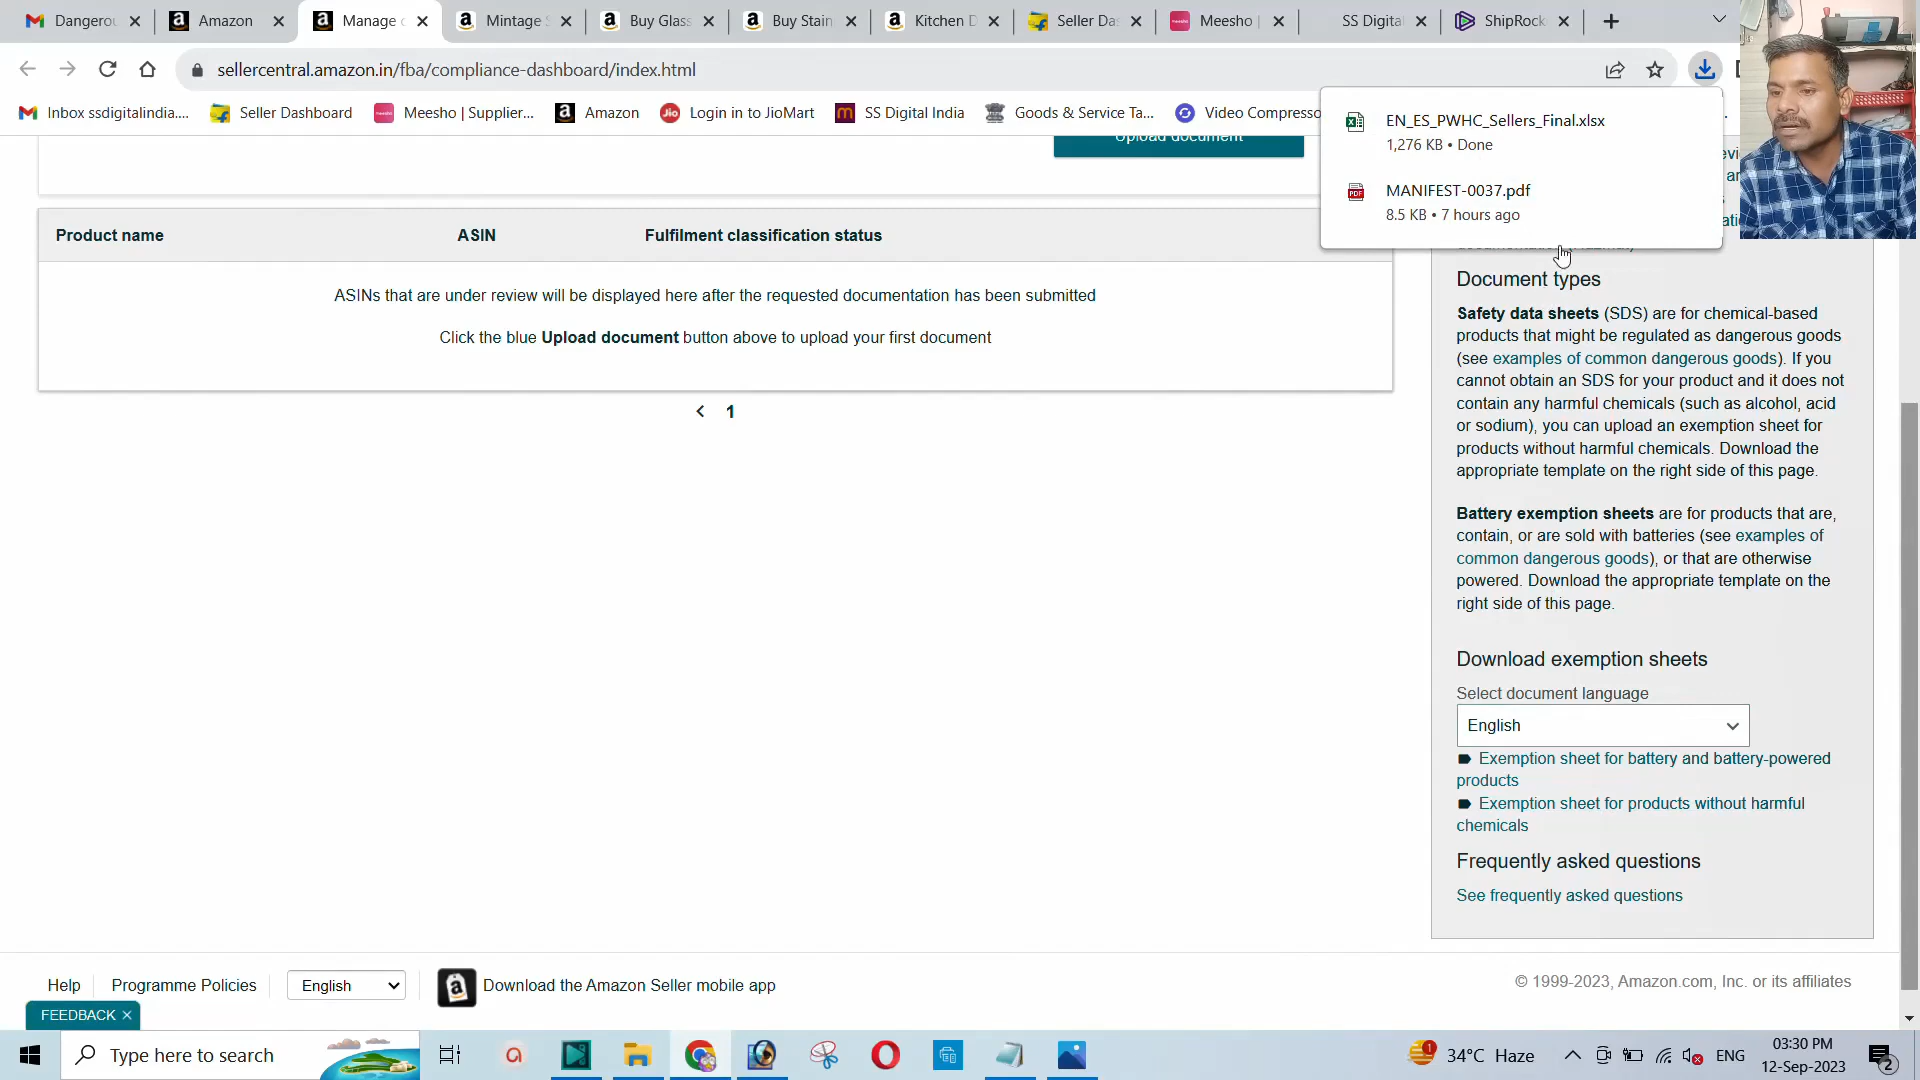 Dangerou
Amazon
Manage
Mintage S
Buy Glass
Buy Stain
Kitchen D
Seller Da
Meesho |
SS Digita
ShipRock
sellercentral.amazon.in/fba/compliance-dashboard/index.html
Inbox ssdigitalindia....
Seller Dashboard
Meesho | Supplier...
Amazon
Jio
Login in to JioMart
SS Digital India
Goods & Service Ta...
Video Compresso
EN_ES_PWHC_Sellers_Final.xlsx
1,276 KB • Done
MANIFEST-0037.pdf
8.5 KB • 7 hours ago
Upload document
Product name
ASIN
Fulfilment classification status
ASINs that are under review will be displayed here after the requested documentation has been submitted
Click the blue Upload document button above to upload your first document
1
Document types
Safety data sheets (SDS) are for chemical-based
products that might be regulated as dangerous goods
(see examples of common dangerous goods). If you
cannot obtain an SDS for your product and it does not
contain any harmful chemicals (such as alcohol, acid
or sodium), you can upload an exemption sheet for
products without harmful chemicals. Download the
appropriate template on the right side of this page.
Battery exemption sheets are for products that are,
contain, or are sold with batteries (see examples of
common dangerous goods), or that are otherwise
powered. Download the appropriate template on the
right side of this page.
Download exemption sheets
Select document language
English
Exemption sheet for battery and battery-powered
products
Exemption sheet for products without harmful
chemicals
Frequently asked questions
See frequently asked questions
Help
Programme Policies
English
Download the Amazon Seller mobile app
© 1999-2023, Amazon.com, Inc. or its affiliates
FEEDBACK
Type here to search
34°C Haze
ENG
03:30 PM
12-Sep-2023
2